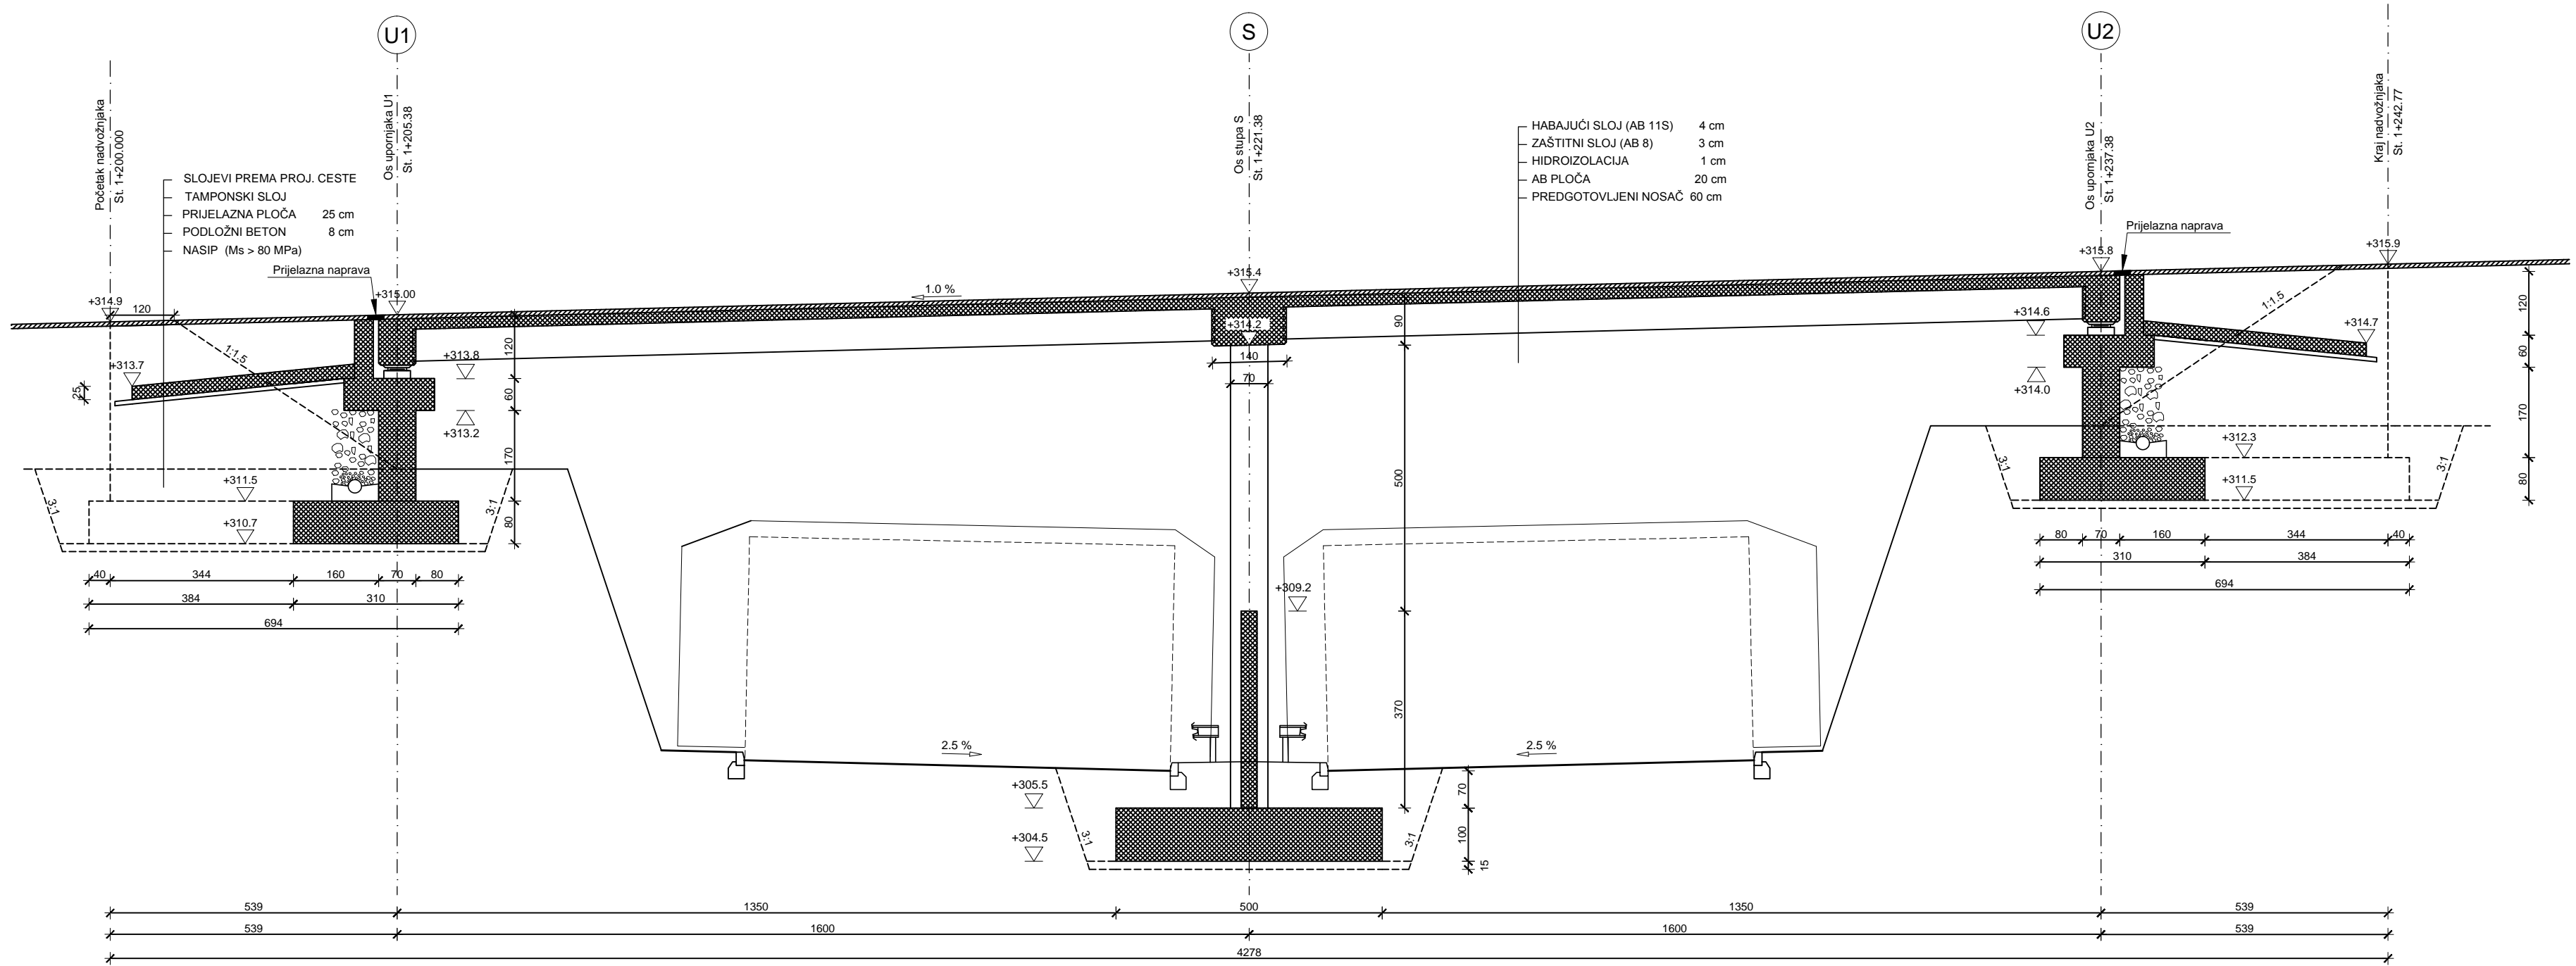 U1
S
U2
Početak nadvožnjaka
St. 1+200.000
Os upornjaka U1
St. 1+205.38
Os stupa S
St. 1+221.38
Os upornjaka U2
St. 1+237.38
Kraj nadvožnjaka
St. 1+242.77
SLOJEVI PREMA PROJ. CESTE
TAMPONSKI SLOJ
PRIJELAZNA PLOČA 25 cm
PODLOŽNI BETON 8 cm
NASIP (Ms > 80 MPa)
HABAJUĆI SLOJ (AB 11S) 4 cm
ZAŠTITNI SLOJ (AB 8) 3 cm
HIDROIZOLACIJA 1 cm
AB PLOČA 20 cm
PREDGOTOVLJENI NOSAČ 60 cm
Prijelazna naprava
Prijelazna naprava
+314.9
120
+315.00
1.0 %
+315.4
+315.8
+315.9
1:1.5
+313.7
25
+313.8
+313.2
120
60
170
80
+314.2
140
70
90
500
370
+314.6
+314.0
1:1.5
+314.7
120
60
170
80
3:1
+311.5
+310.7
3:1
3:1
+312.3
+311.5
3:1
40
344
160
70
80
384
310
694
80
70
160
344
40
310
384
694
+309.2
2.5 %
2.5 %
+305.5
+304.5
3:1
3:1
70
100
15
539
1350
500
1350
539
539
1600
1600
539
4278